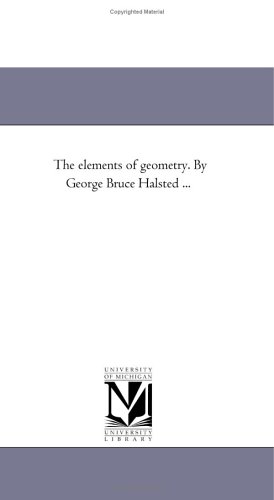 Copyrighted Material
The elements of geometry. By
George Bruce Halsted ...
UNIVERSITY
OF MICHIGAN
M
UNIVERSITY
LIBRARY